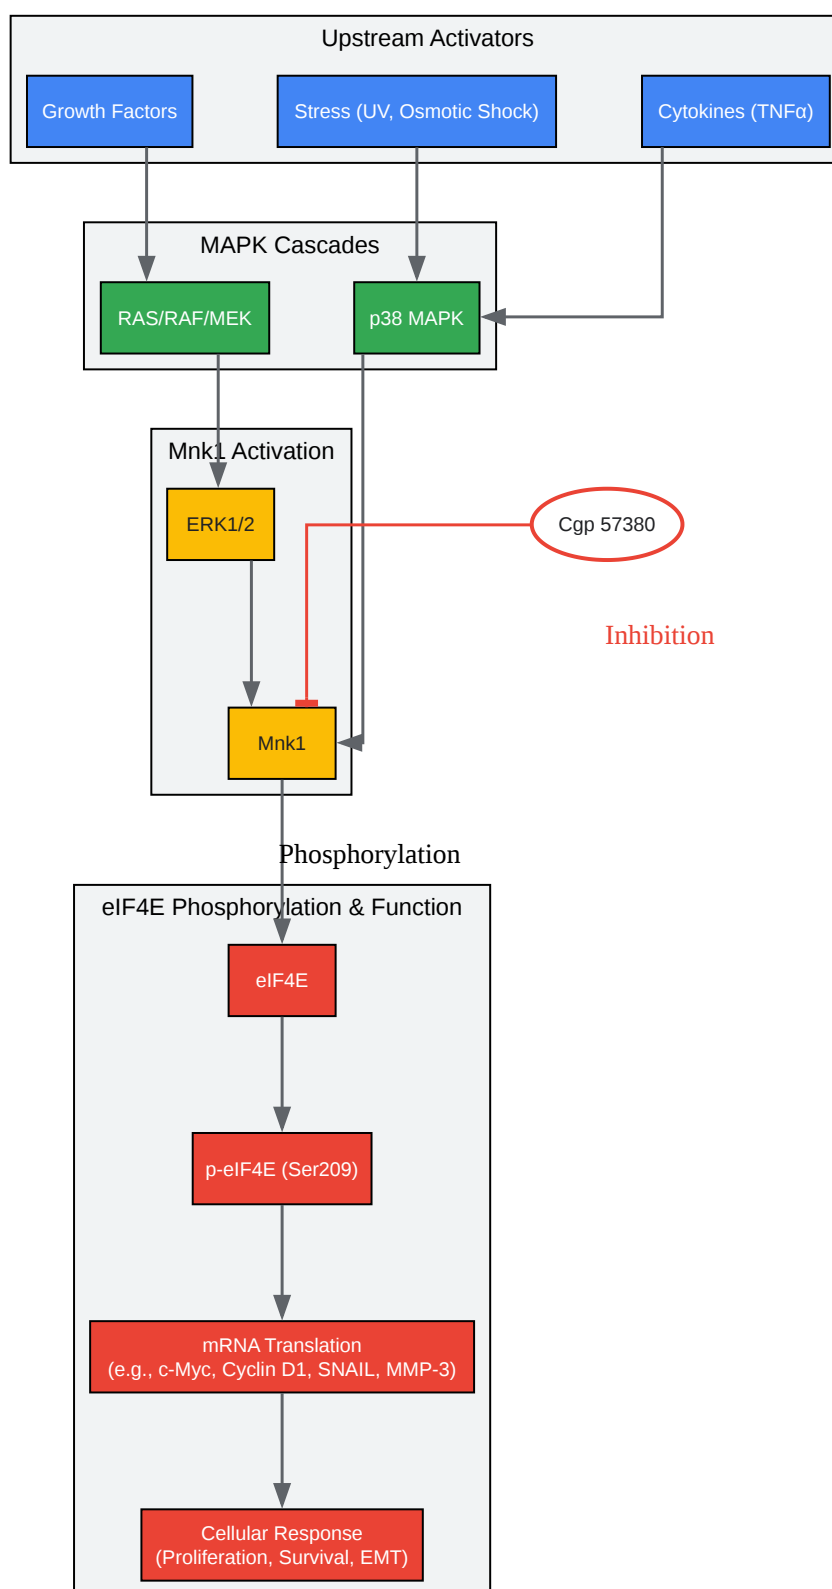 Upstream Activators
Growth Factors
Stress (UV, Osmotic Shock)
Cytokines (TNFα)
MAPK Cascades
RAS/RAF/MEK
p38 MAPK
Mnk1 Activation
ERK1/2
Cgp 57380
Inhibition
Mnk1
Phosphorylation
eIF4E Phosphorylation & Function
eIF4E
p-eIF4E (Ser209)
mRNA Translation
(e.g., c-Myc, Cyclin D1, SNAIL, MMP-3)
Cellular Response
(Proliferation, Survival, EMT)